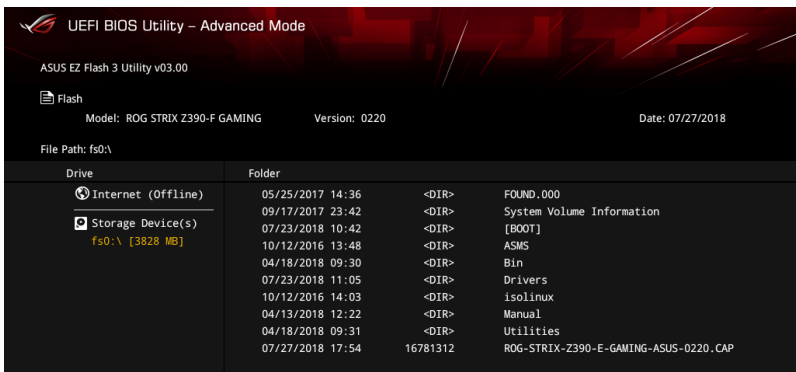 UEFI BIOS Utility – Advanced Mode
ASUS EZ Flash 3 Utility v03.00
Flash
Model: ROG STRIX Z390-F GAMING Version: 0220 Date: 07/27/2018
File Path: fs0:\
Drive Folder
Internet (Offline) 05/25/2017 14:36 <DIR> FOUND.000
09/17/2017 23:42 <DIR> System Volume Information
Storage Device(s) 07/23/2018 10:42 <DIR> [BOOT]
fs0:\ [3828 MB] 10/12/2016 13:48 <DIR> ASMS
04/18/2018 09:30 <DIR> Bin
07/23/2018 11:05 <DIR> Drivers
10/12/2016 14:03 <DIR> isolinux
04/13/2018 12:22 <DIR> Manual
04/18/2018 09:31 <DIR> Utilities
07/27/2018 17:54 16781312 ROG-STRIX-Z390-E-GAMING-ASUS-0220.CAP